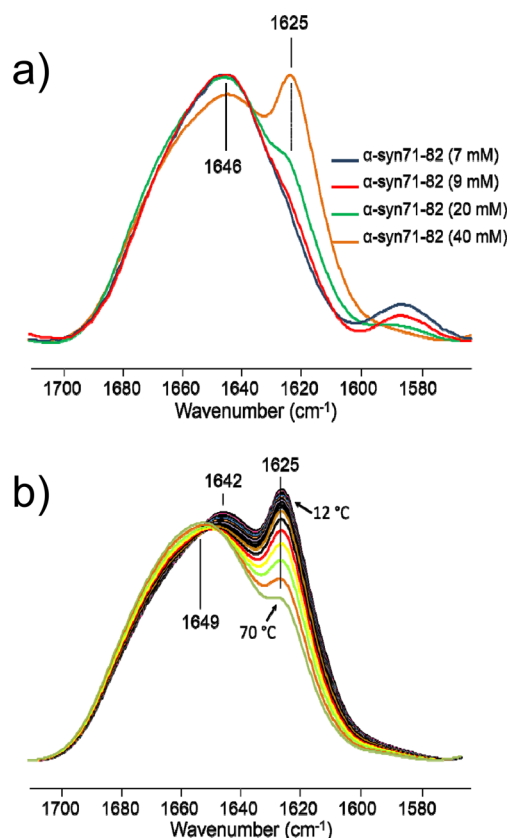 a)
1625
1646
α-syn71-82 (7 mM)
α-syn71-82 (9 mM)
α-syn71-82 (20 mM)
α-syn71-82 (40 mM)
1700 1680 1660 1640 1620 1600 1580
Wavenumber (cm⁻¹)
b)
1642 1625
12 °C
1649
70 °C
1700 1680 1660 1640 1620 1600 1580
Wavenumber (cm⁻¹)